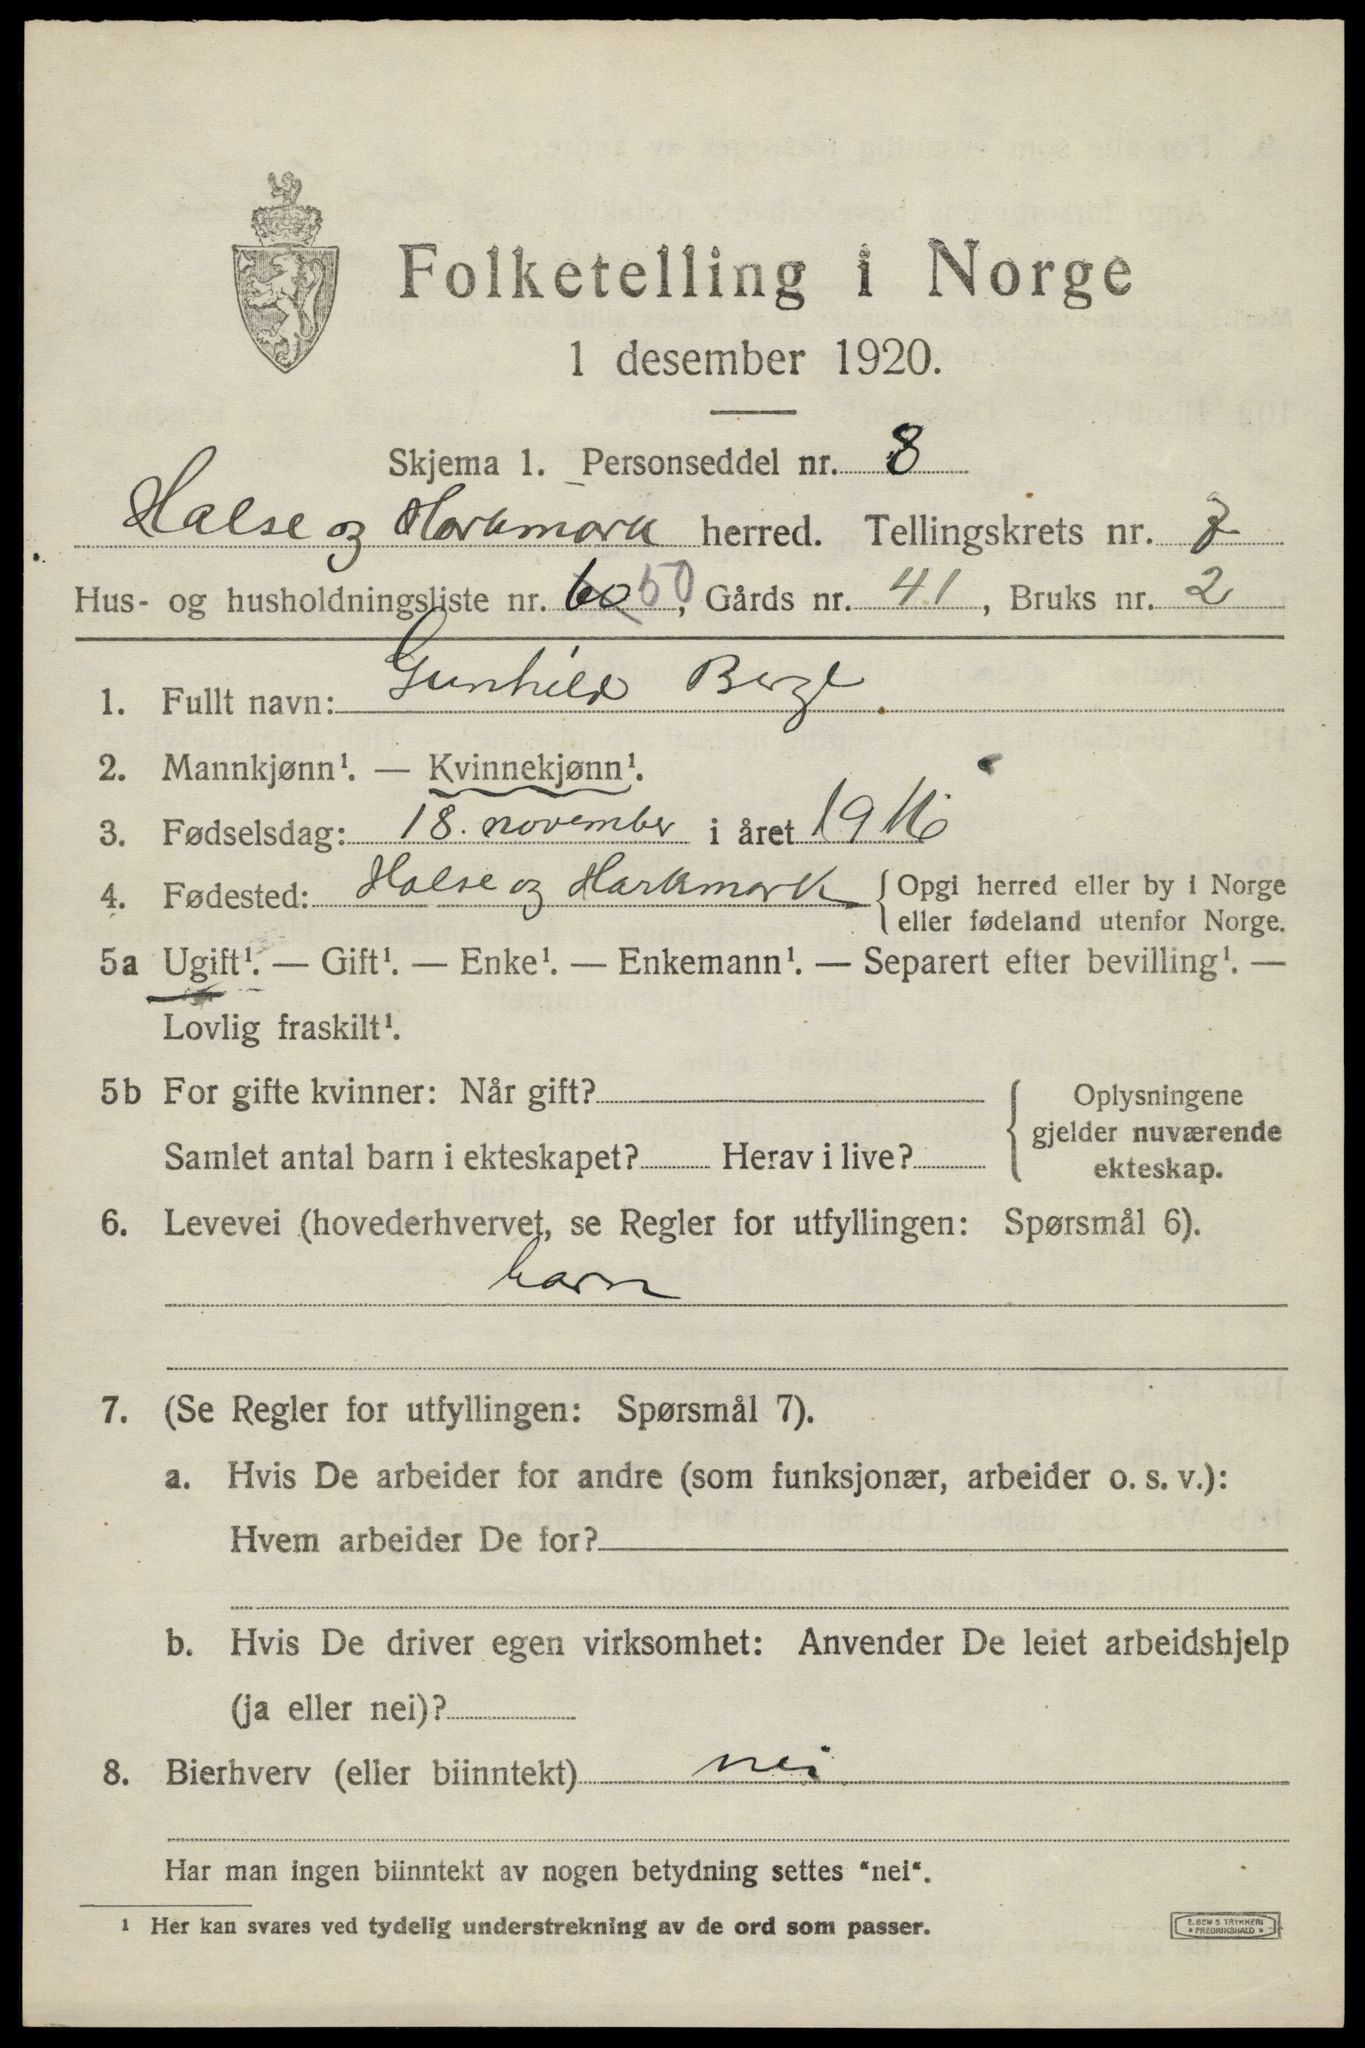 Folketelling i Norge
1 desember 1920.
Skjema 1. Personseddel nr. 8
Halse og Harkmark herred. Tellingskrets nr.
Hus- og husholdningsliste nr. 60 50, Gårds nr. 41, Bruks nr. 2
1. Fullt navn: Gunhild Berge
2. Mannkjønn¹. — Kvinnekjønn¹.
3. Fødselsdag: 18. november i året 1916
4. Fødested: Halse og Harkmark { Opgi herred eller by i Norge
eller fødeland utenfor Norge.
5a Ugift¹. — Gift¹. — Enke¹. — Enkemann¹. — Separert efter bevilling¹. —
Lovlig fraskilt¹.
5b For gifte kvinner: Når gift? { Oplysningene
gjelder nuværende
Samlet antal barn i ekteskapet? Herav i live? ekteskap.
6. Levevei (hovederhvervet, se Regler for utfyllingen: Spørsmål 6).
barn
7. (Se Regler for utfyllingen: Spørsmål 7).
a. Hvis De arbeider for andre (som funksjonær, arbeider o. s. v.):
Hvem arbeider De for?
b. Hvis De driver egen virksomhet: Anvender De leiet arbeidshjelp
(ja eller nei)?
8. Bierhverv (eller biinntekt) nei
Har man ingen biinntekt av nogen betydning settes “nei“.
¹ Her kan svares ved tydelig understrekning av de ord som passer.
E. SEM'S TRYKKERI
* FREDRIKSHALD *